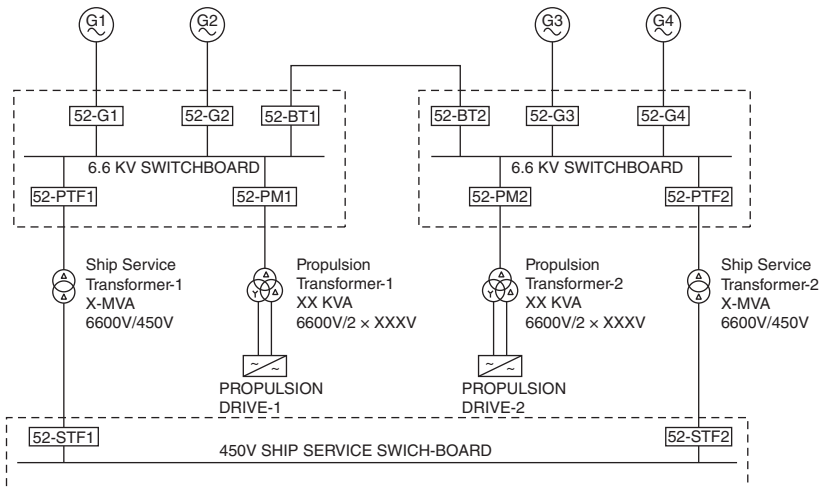 G1
G2
G3
G4
52-G1
52-G2
52-BT1
52-BT2
52-G3
52-G4
6.6 KV SWITCHBOARD
6.6 KV SWITCHBOARD
52-PTF1
52-PM1
52-PM2
52-PTF2
Ship Service
Transformer-1
X-MVA
6600V/450V
Propulsion
Transformer-1
XX KVA
6600V/2 × XXXV
Propulsion
Transformer-2
XX KVA
6600V/2 × XXXV
Ship Service
Transformer-2
X-MVA
6600V/450V
PROPULSION
DRIVE-1
PROPULSION
DRIVE-2
52-STF1
52-STF2
450V SHIP SERVICE SWICH-BOARD